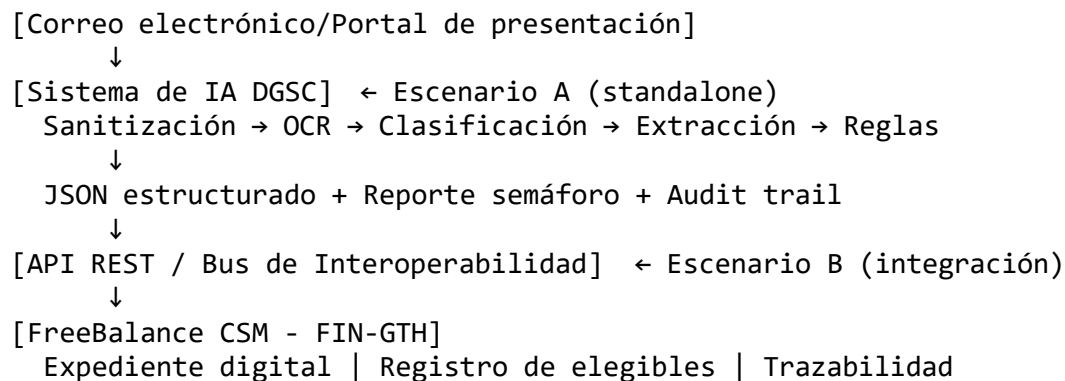 [Correo electrónico/Portal de presentación]
↓
[Sistema de IA DGSC] ← Escenario A (standalone)
Sanitización → OCR → Clasificación → Extracción → Reglas
↓
JSON estructurado + Reporte semáforo + Audit trail
↓
[API REST / Bus de Interoperabilidad] ← Escenario B (integración)
↓
[FreeBalance CSM - FIN-GTH]
Expediente digital | Registro de elegibles | Trazabilidad